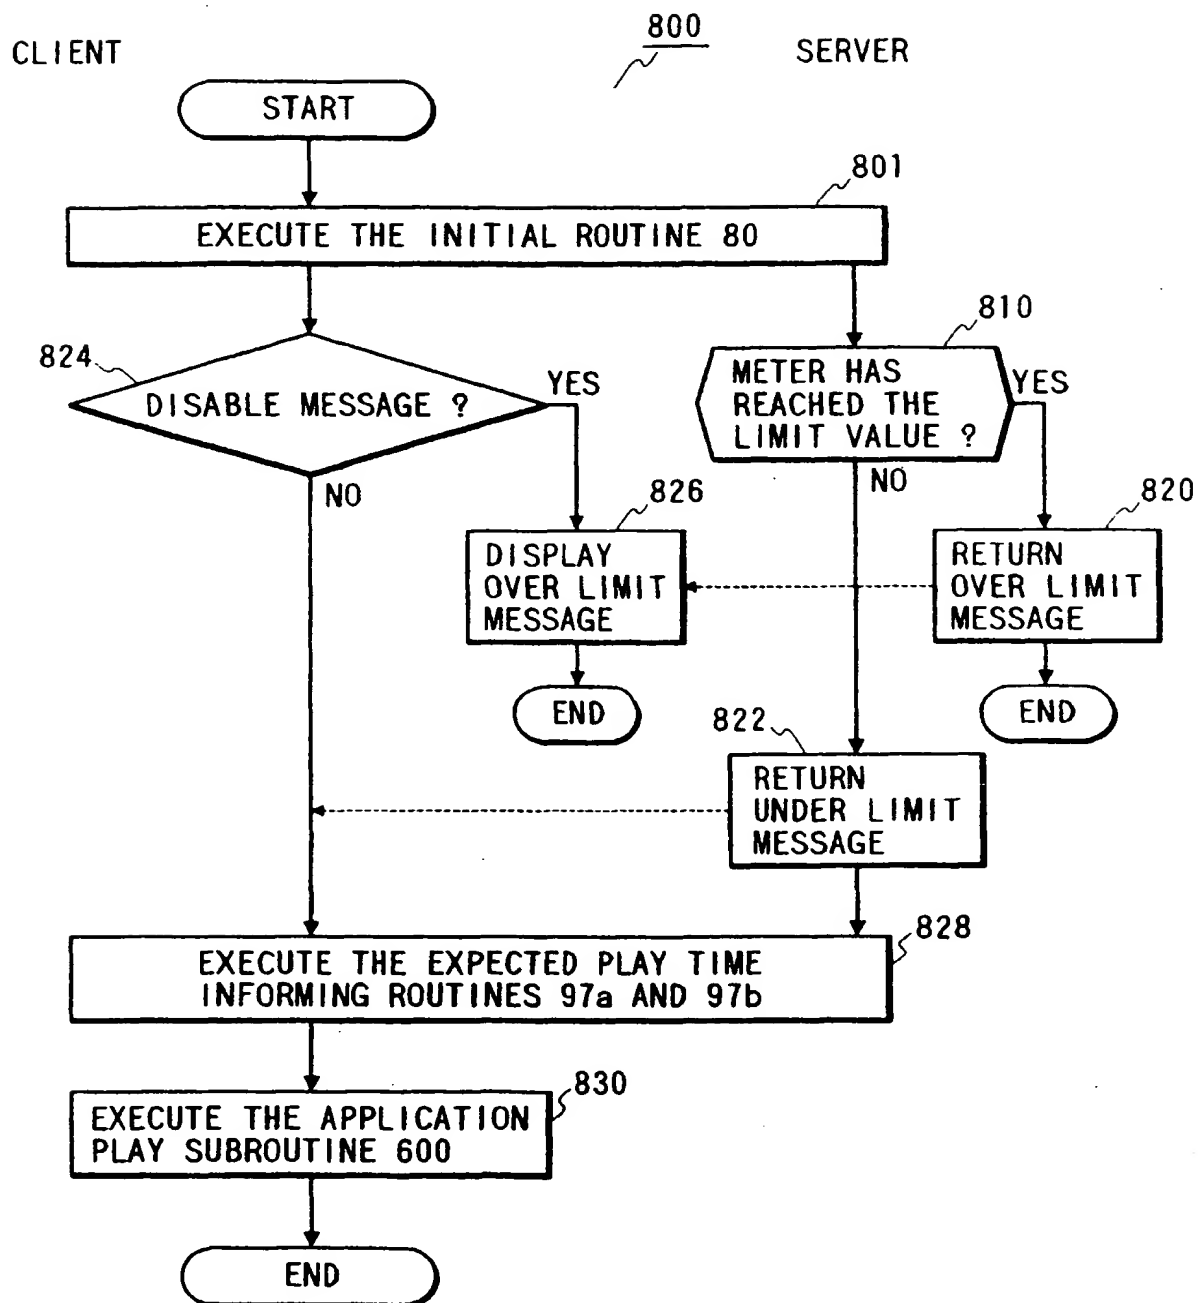 800
CLIENT
SERVER
START
801
EXECUTE THE INITIAL ROUTINE 80
810
824
DISABLE MESSAGE ?
YES
NO
METER HAS
REACHED THE
LIMIT VALUE ?
YES
NO
826
DISPLAY
OVER LIMIT
MESSAGE
END
820
RETURN
OVER LIMIT
MESSAGE
END
822
RETURN
UNDER LIMIT
MESSAGE
828
EXECUTE THE EXPECTED PLAY TIME
INFORMING ROUTINES 97a AND 97b
830
EXECUTE THE APPLICATION
PLAY SUBROUTINE 600
END